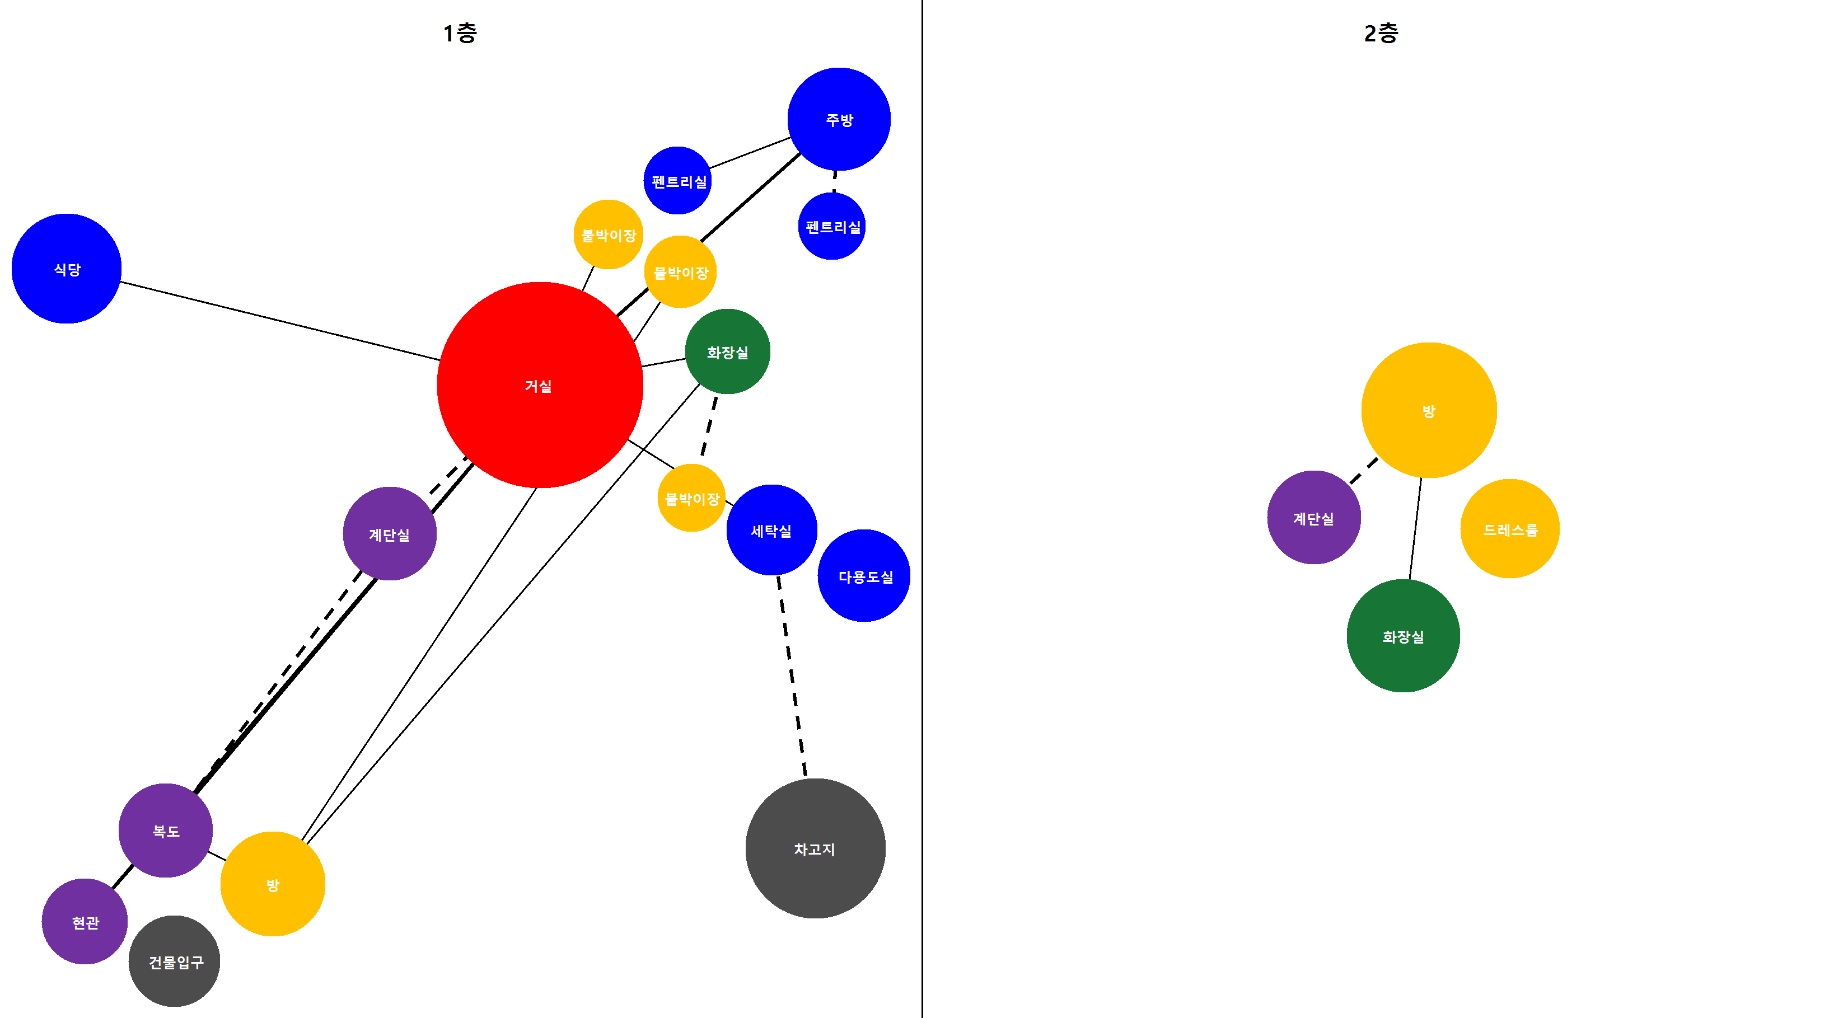 1층
2층
주방
펜트리실
펜트리실
붙박이장
식당
붙박이장
화장실
거실
방
붙박이장
계단실
세탁실
계단실
드레스룸
다용도실
화장실
복도
차고지
방
현관
건물입구